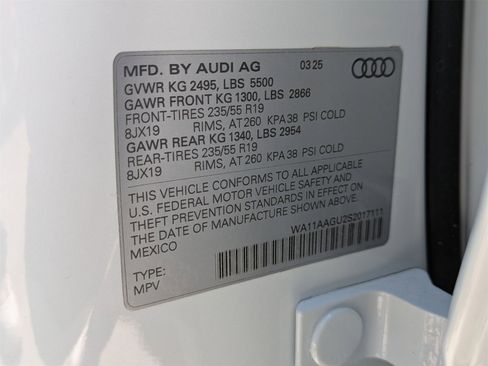 MFD. BY AUDI AG 03 25
GVWR KG 2495, LBS 5500
GAWR FRONT KG 1300, LBS 2866
FRONT-TIRES 235/55 R19
8JX19 RIMS, AT 260 KPA 38 PSI COLD
GAWR REAR KG 1340, LBS 2954
REAR-TIRES 235/55 R19
8JX19 RIMS, AT 260 KPA 38 PSI COLD
THIS VEHICLE CONFORMS TO ALL APPLICABLE
U.S. FEDERAL MOTOR VEHICLE SAFETY AND
THEFT PREVENTION STANDARDS IN EFFECT ON
THE DATE OF MANUFACTURE SHOWN ABOVE.
MEXICO WA11AAGU2S2017111
TYPE:
MPV